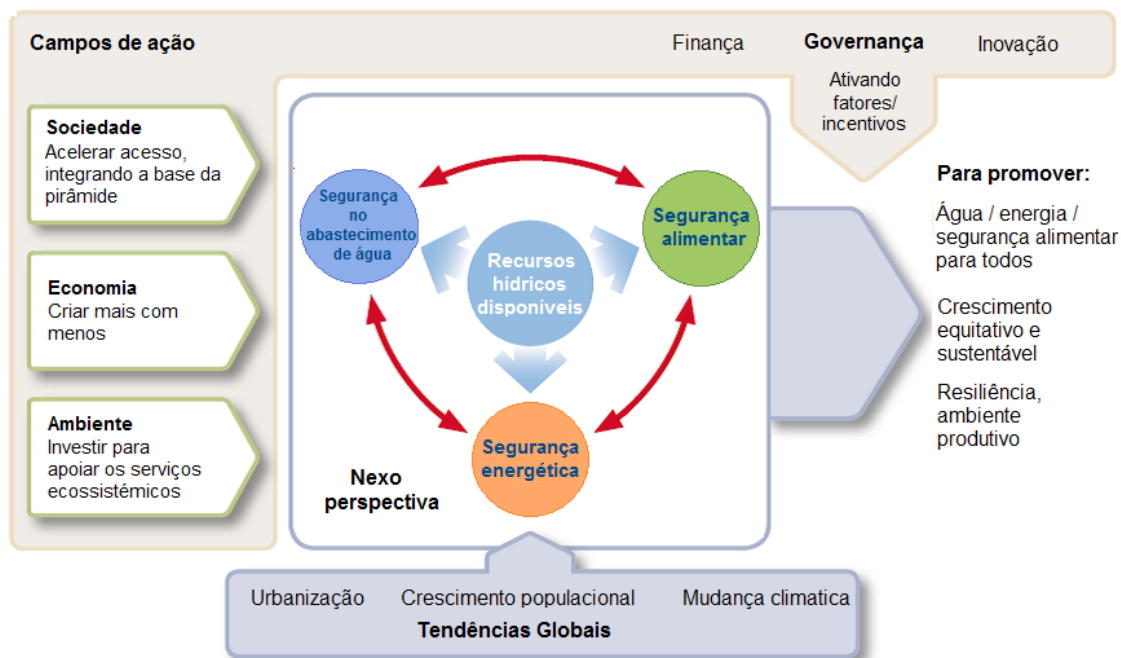 Campos de ação
Finança
Governança
Inovação
Ativando
fatores/
incentivos
Sociedade
Acelerar acesso,
integrando a base da
pirâmide
Economia
Criar mais com
menos
Ambiente
Investir para
apoiar os serviços
ecossistémicos
Segurança
no
abastecimento
de água
Segurança
alimentar
Recursos
hídricos
disponíveis
Segurança
energética
Nexo
perspectiva
Para promover:
Água / energia /
segurança alimentar
para todos
Crescimento
equitativo e
sustentável
Resiliência,
ambiente
produtivo
Urbanização
Crescimento populacional
Mudança climatica
Tendências Globais